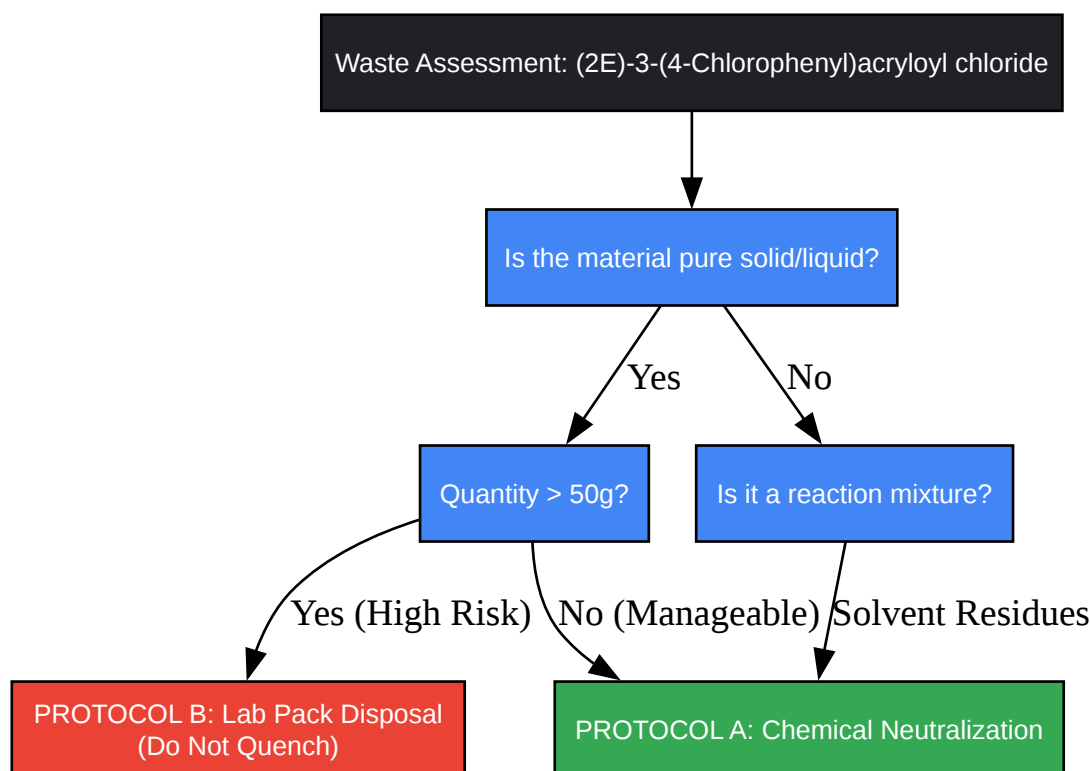 Waste Assessment: (2E)-3-(4-Chlorophenyl)acryloyl chloride
Is the material pure solid/liquid?
Yes
No
Quantity > 50g?
Is it a reaction mixture?
Yes (High Risk)
No (Manageable)
Solvent Residues
PROTOCOL B: Lab Pack Disposal
(Do Not Quench)
PROTOCOL A: Chemical Neutralization